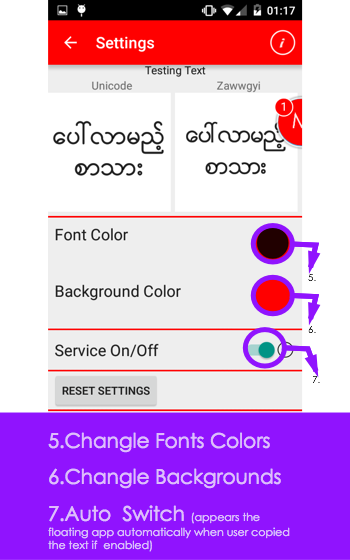 01:17
Settings
i
Testing Text
Unicode Zawwgyi
ပေါ်လာမည့် ပေါ်လာမည့်
စာသား စာသား
1
Font Color
5.
Background Color
6.
Service On/Off
7.
RESET SETTINGS
5.Changle Fonts Colors
6.Changle Backgrounds
7.Auto Switch (appears the
floating app automatically when user copied
the text if enabled)